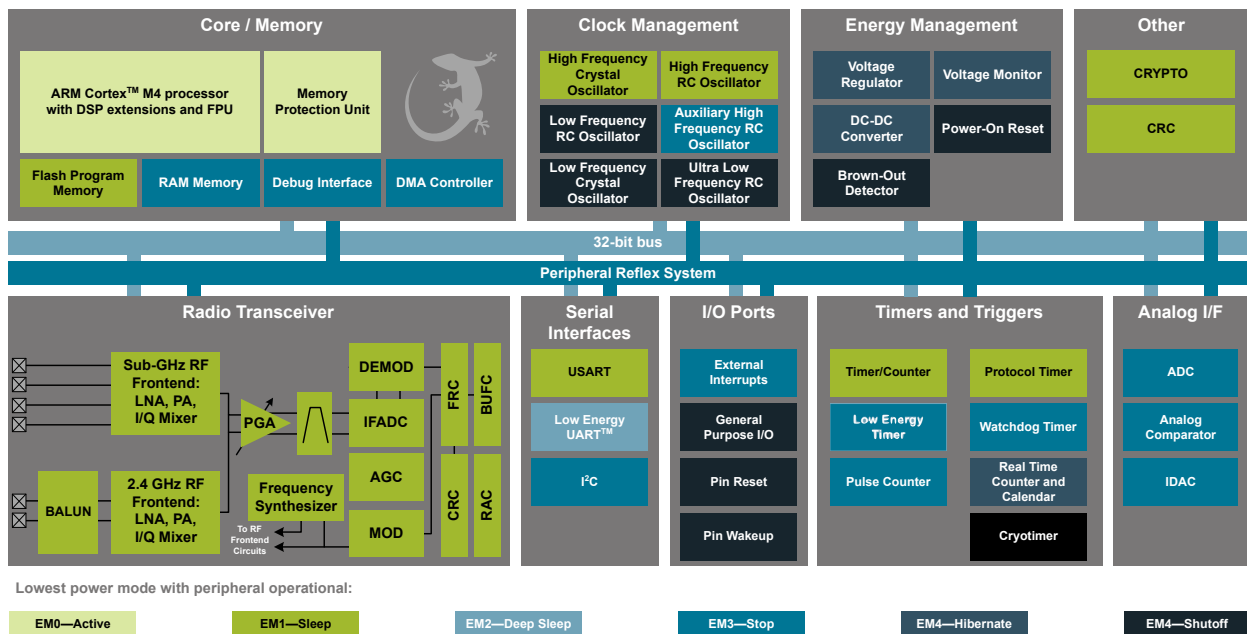 Core / Memory
ARM Cortex™ M4 processor
with DSP extensions and FPU
Memory
Protection Unit
Flash Program
Memory
RAM Memory
Debug Interface
DMA Controller
Clock Management
High Frequency
Crystal
Oscillator
High Frequency
RC Oscillator
Low Frequency
RC Oscillator
Auxiliary High
Frequency RC
Oscillator
Low Frequency
Crystal
Oscillator
Ultra Low
Frequency RC
Oscillator
Energy Management
Voltage
Regulator
Voltage Monitor
DC-DC
Converter
Power-On Reset
Brown-Out
Detector
Other
CRYPTO
CRC
32-bit bus
Peripheral Reflex System
Radio Transceiver
Sub-GHz RF
Frontend:
LNA, PA,
I/Q Mixer
BALUN
2.4 GHz RF
Frontend:
LNA, PA,
I/Q Mixer
PGA
Frequency
Synthesizer
To RF
Frontend
Circuits
DEMOD
IFADC
AGC
MOD
FRC
BUFC
CRC
RAC
Serial
Interfaces
USART
Low Energy
UART™
I²C
I/O Ports
External
Interrupts
General
Purpose I/O
Pin Reset
Pin Wakeup
Timers and Triggers
Timer/Counter
Protocol Timer
Low Energy
Timer
Watchdog Timer
Pulse Counter
Real Time
Counter and
Calendar
Cryotimer
Analog I/F
ADC
Analog
Comparator
IDAC
Lowest power mode with peripheral operational:
EM0—Active
EM1—Sleep
EM2—Deep Sleep
EM3—Stop
EM4—Hibernate
EM4—Shutoff